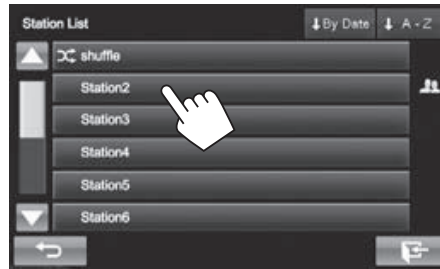 Station List By Date A - Z
shuffle
Station2
Station3
Station4
Station5
Station6